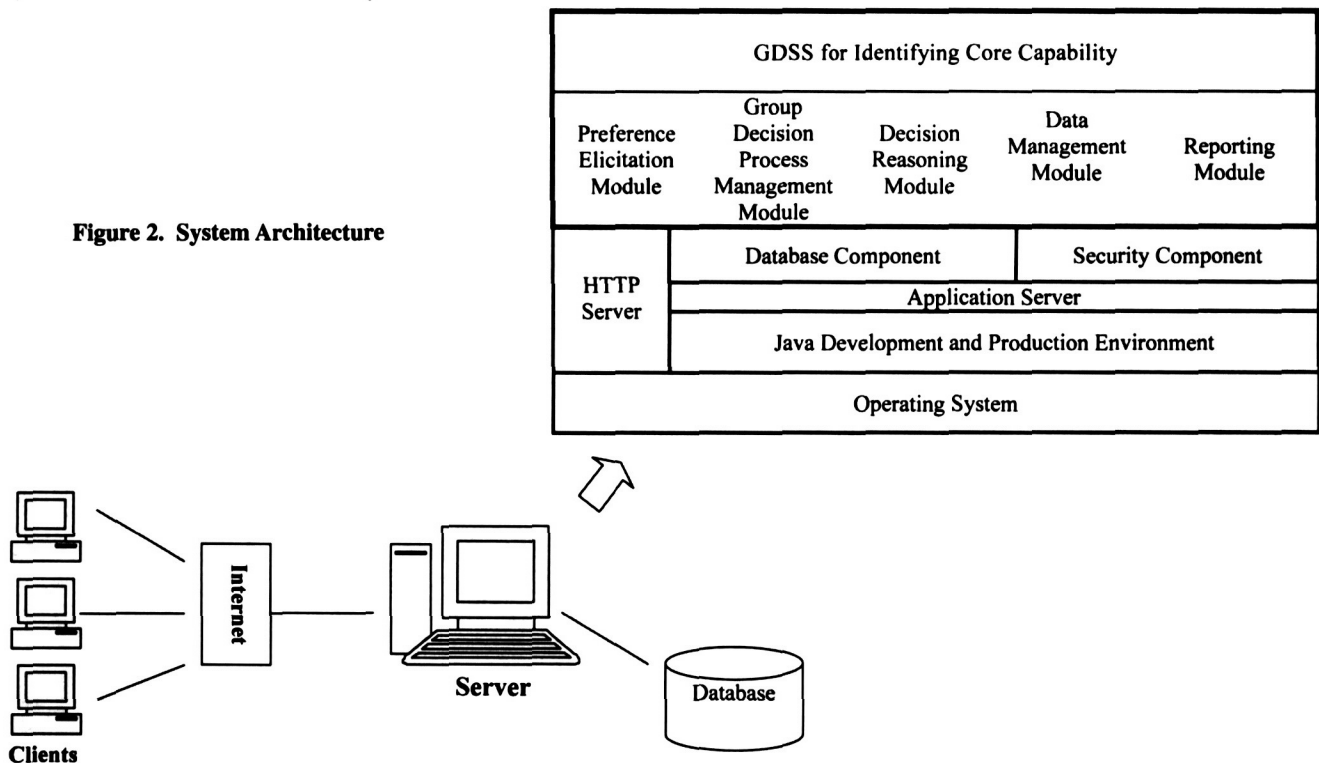 GDSS for Identifying Core Capability
Preference
Elicitation
Module
Group
Decision
Process
Management
Module
Decision
Reasoning
Module
Data
Management
Module
Reporting
Module
Figure 2. System Architecture
HTTP
Server
Database Component
Security Component
Application Server
Java Development and Production Environment
Operating System
Internet
Server
Database
Clients